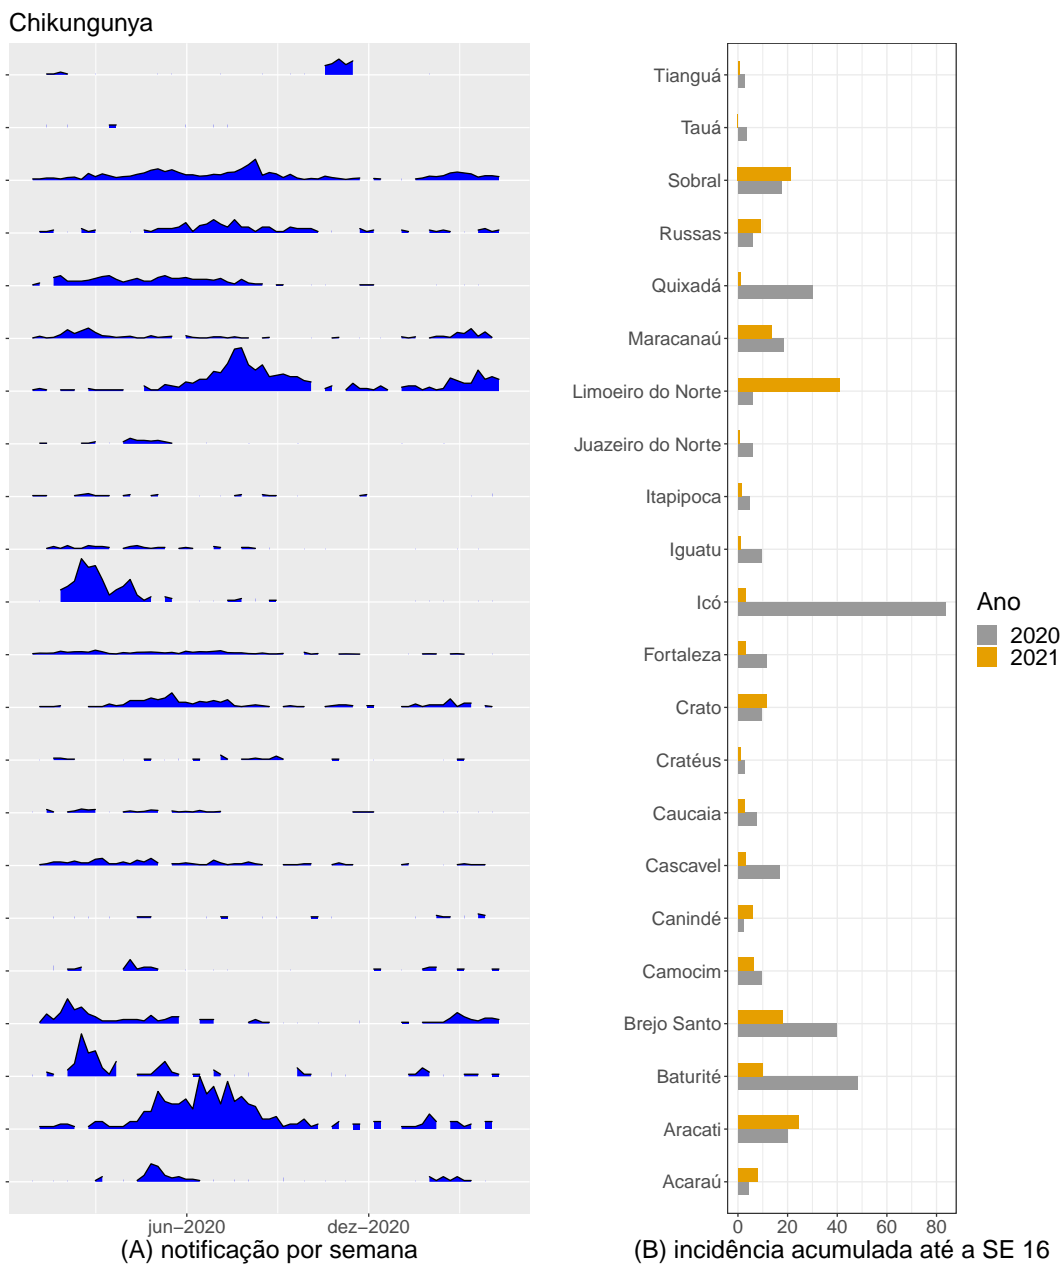 Chikungunya
jun–2020
dez–2020
(A) notificação por semana
Tianguá
Tauá
Sobral
Russas
Quixadá
Maracanaú
Limoeiro do Norte
Juazeiro do Norte
Itapipoca
Iguatu
Icó
Fortaleza
Crato
Cratéus
Caucaia
Cascavel
Canindé
Camocim
Brejo Santo
Baturité
Aracati
Acaraú
0 20 40 60 80
(B) incidência acumulada até a SE 16
Ano
2020
2021